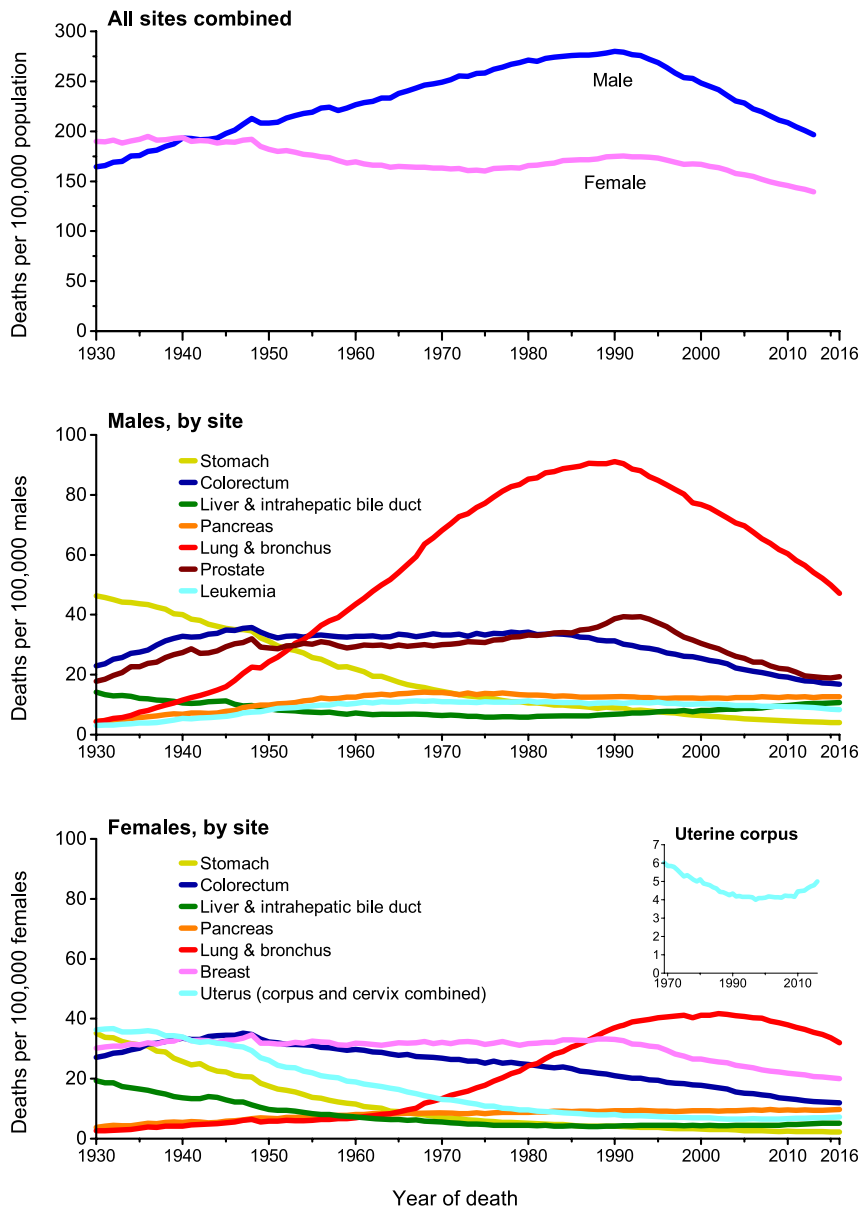 All sites combined
Deaths per 100,000 population
300
250
200
150
100
50
0
Male
Female
1930 1940 1950 1960 1970 1980 1990 2000 2010 2016
Males, by site
Deaths per 100,000 males
100
80
60
40
20
0
Stomach
Colorectum
Liver & intrahepatic bile duct
Pancreas
Lung & bronchus
Prostate
Leukemia
1930 1940 1950 1960 1970 1980 1990 2000 2010 2016
Females, by site
Deaths per 100,000 females
100
80
60
40
20
0
Stomach
Colorectum
Liver & intrahepatic bile duct
Pancreas
Lung & bronchus
Breast
Uterus (corpus and cervix combined)
Uterine corpus
7
6
5
4
3
2
1
0
1970 1990 2010
1930 1940 1950 1960 1970 1980 1990 2000 2010 2016
Year of death